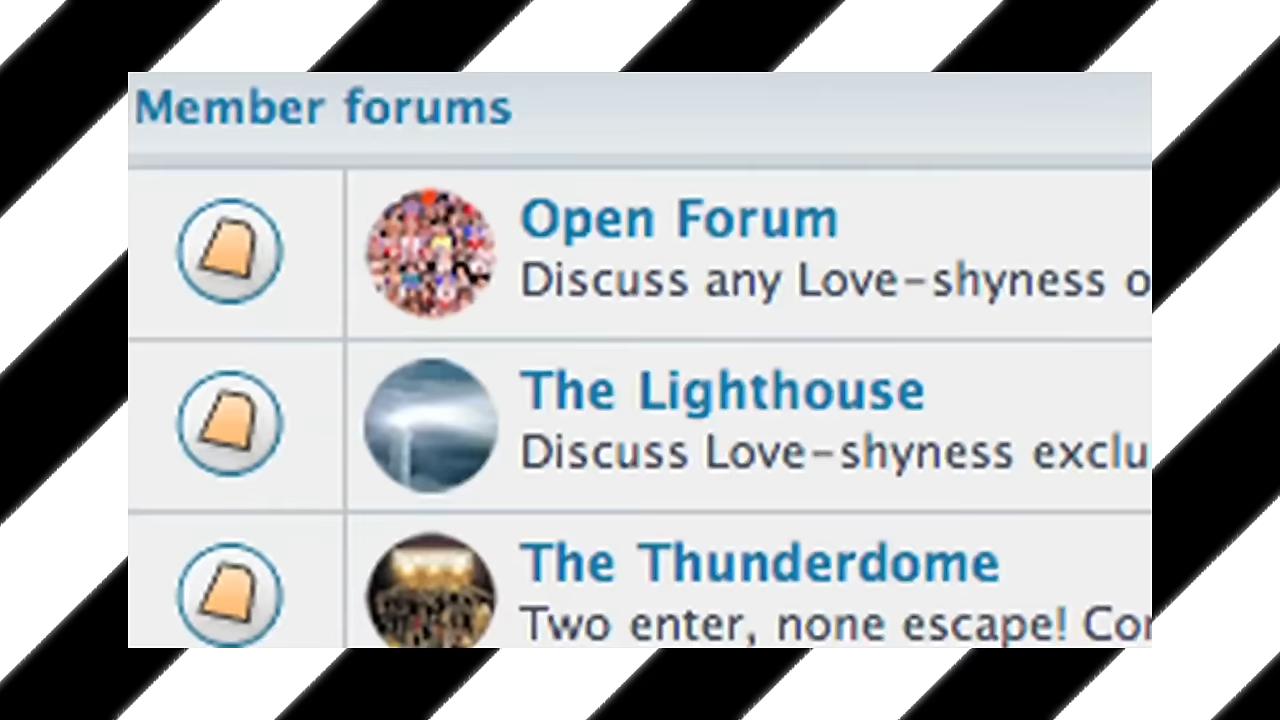 Member forums
Open Forum
Discuss any Love-shyness o
The Lighthouse
Discuss Love-shyness exclu
The Thunderdome
Two enter, none escape! Cor